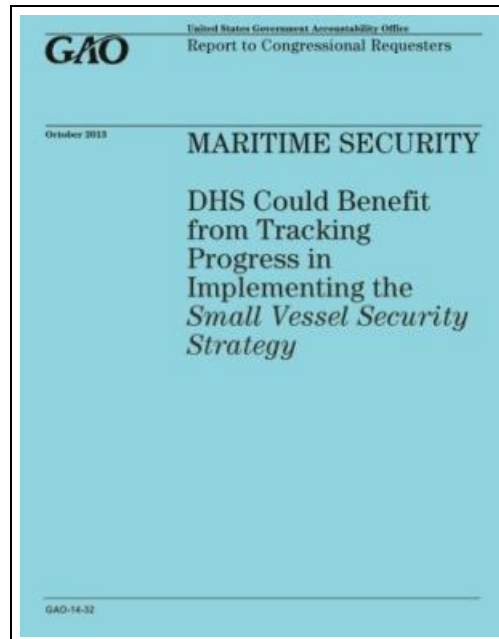 United States Government Accountability Office
GAO
Report to Congressional Requesters
October 2013
MARITIME SECURITY
DHS Could Benefit
from Tracking
Progress in
Implementing the
Small Vessel Security
Strategy
GAO-14-32